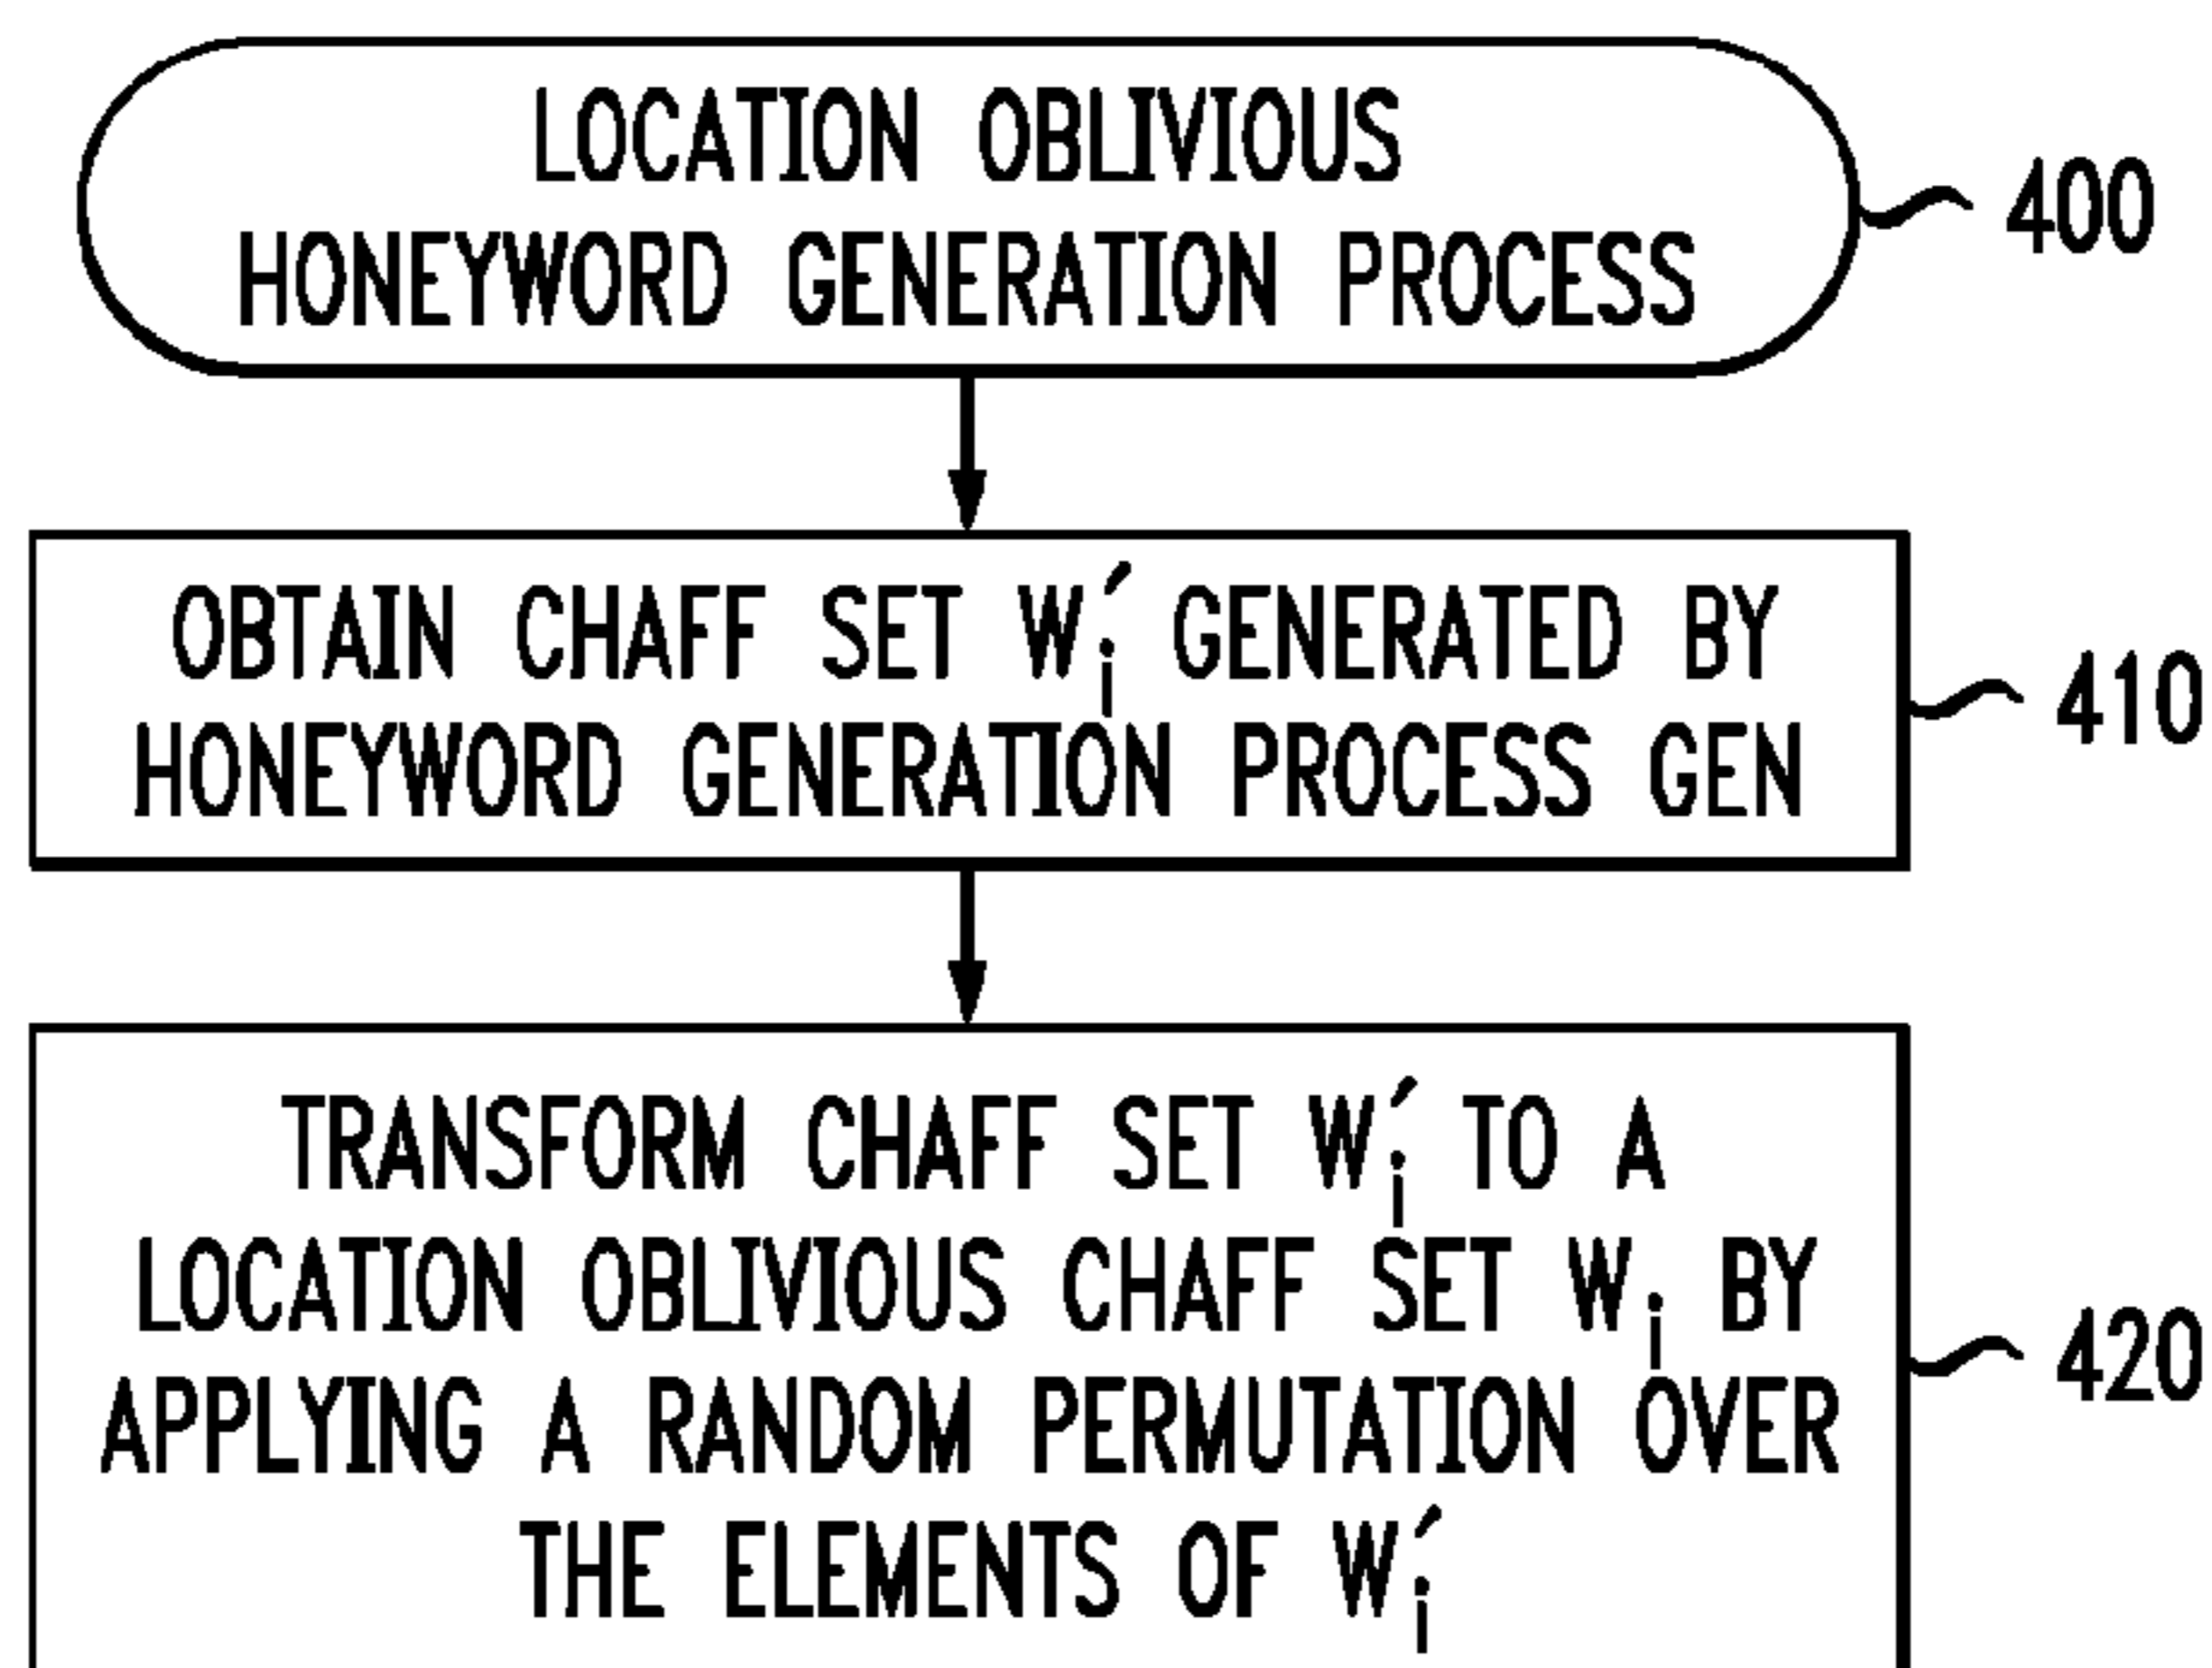 LOCATION OBLIVIOUS
HONEYWORD GENERATION PROCESS
400
OBTAIN CHAFF SET W′i GENERATED BY
HONEYWORD GENERATION PROCESS GEN
410
TRANSFORM CHAFF SET W′i TO A
LOCATION OBLIVIOUS CHAFF SET Wi BY
APPLYING A RANDOM PERMUTATION OVER
THE ELEMENTS OF W′i
420